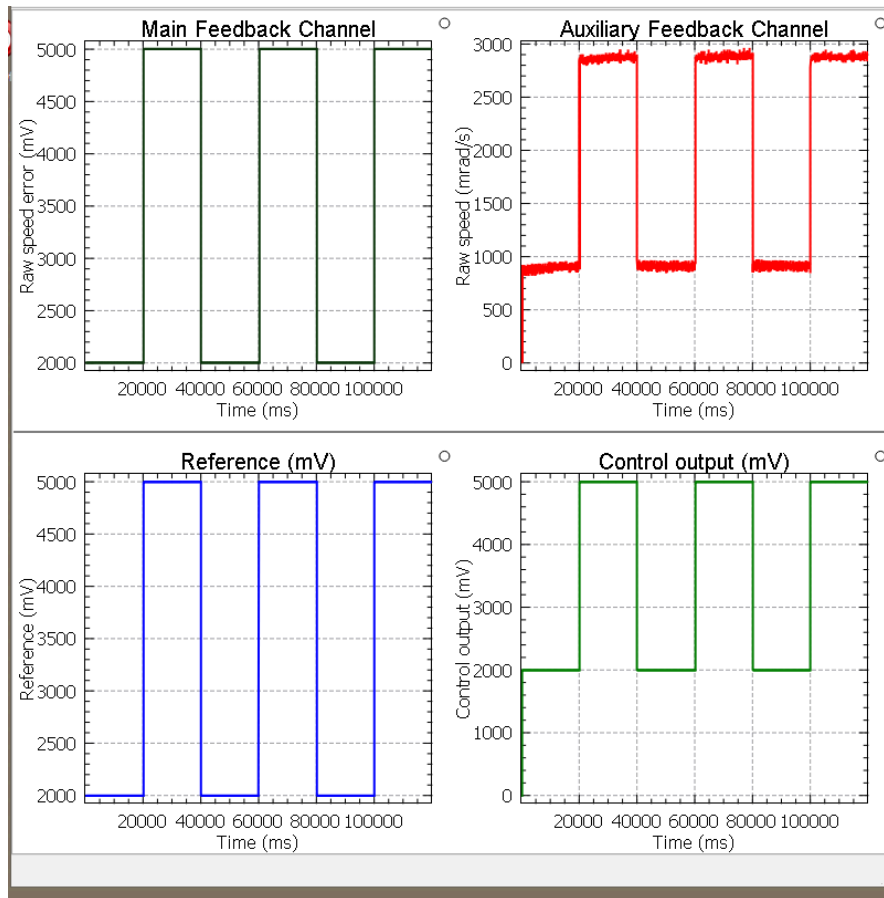 Main Feedback Channel
Raw speed error (mV)
5000
4500
4000
3500
3000
2500
2000
20000 40000 60000 80000 100000
Time (ms)
Auxiliary Feedback Channel
Raw speed (mrad/s)
3000
2500
2000
1500
1000
500
0
20000 40000 60000 80000 100000
Time (ms)
Reference (mV)
Reference (mV)
5000
4500
4000
3500
3000
2500
2000
20000 40000 60000 80000 100000
Time (ms)
Control output (mV)
Control output (mV)
5000
4000
3000
2000
1000
0
20000 40000 60000 80000 100000
Time (ms)